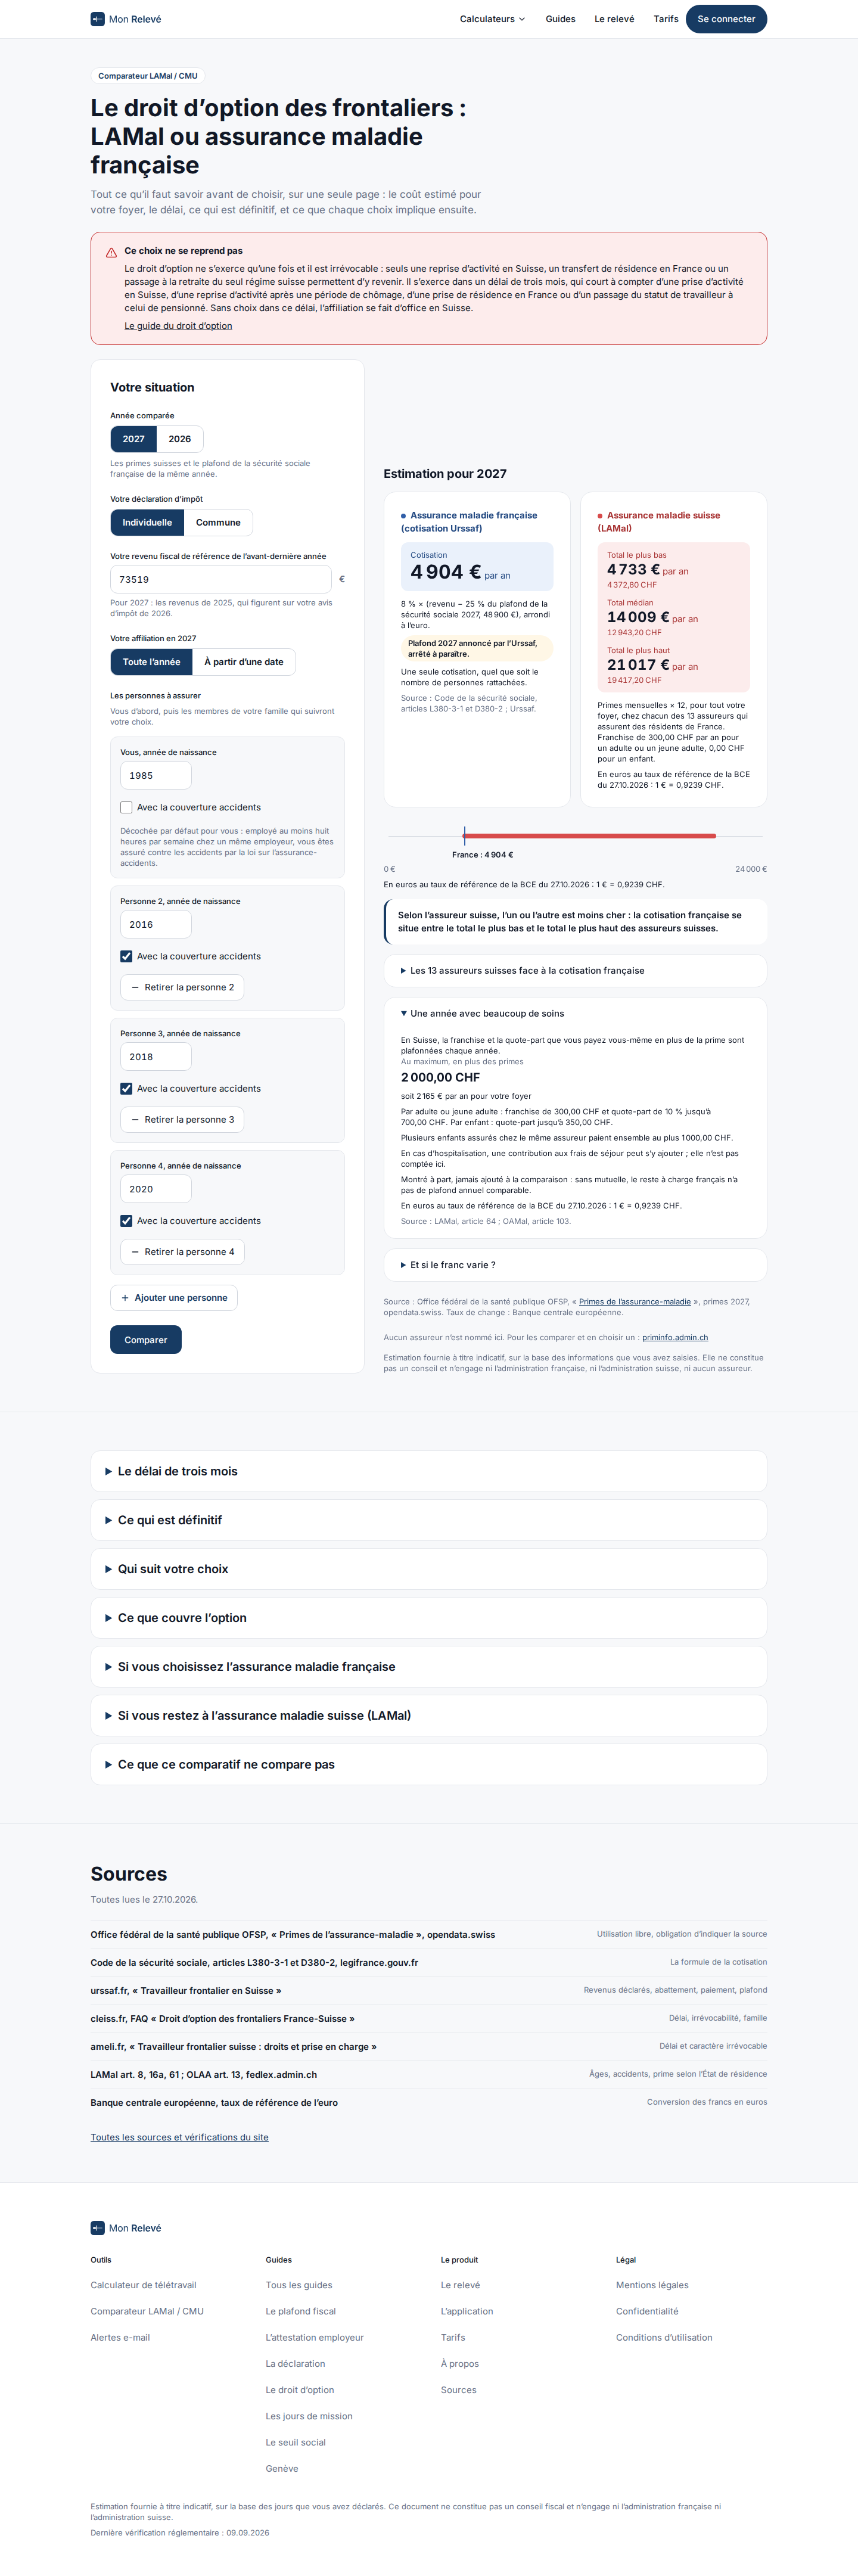 Mon Relevé
Calculateurs
Guides
Le relevé
Tarifs
Se connecter
Comparateur LAMal / CMU
Le droit d’option des frontaliers :
LAMal ou assurance maladie
française
Tout ce qu’il faut savoir avant de choisir, sur une seule page : le coût estimé pour
votre foyer, le délai, ce qui est définitif, et ce que chaque choix implique ensuite.
Ce choix ne se reprend pas
Le droit d’option ne s’exerce qu’une fois et il est irrévocable : seuls une reprise d’activité en Suisse, un transfert de résidence en France ou un
passage à la retraite du seul régime suisse permettent d’y revenir. Il s’exerce dans un délai de trois mois, qui court à compter d’une prise d’activité
en Suisse, d’une reprise d’activité après une période de chômage, d’une prise de résidence en France ou d’un passage du statut de travailleur à
celui de pensionné. Sans choix dans ce délai, l’affiliation se fait d’office en Suisse.
Le guide du droit d’option
Votre situation
Année comparée
2027
2026
Les primes suisses et le plafond de la sécurité sociale
française de la même année.
Votre déclaration d’impôt
Individuelle
Commune
Votre revenu fiscal de référence de l’avant-dernière année
73519
€
Pour 2027 : les revenus de 2025, qui figurent sur votre avis
d’impôt de 2026.
Votre affiliation en 2027
Toute l’année
À partir d’une date
Les personnes à assurer
Vous d’abord, puis les membres de votre famille qui suivront
votre choix.
Vous, année de naissance
1985
Avec la couverture accidents
Décochée par défaut pour vous : employé au moins huit
heures par semaine chez un même employeur, vous êtes
assuré contre les accidents par la loi sur l’assurance-
accidents.
Personne 2, année de naissance
2016
Avec la couverture accidents
Retirer la personne 2
Personne 3, année de naissance
2018
Avec la couverture accidents
Retirer la personne 3
Personne 4, année de naissance
2020
Avec la couverture accidents
Retirer la personne 4
Ajouter une personne
Comparer
Estimation pour 2027
Assurance maladie française
(cotisation Urssaf)
Cotisation
4 904 € par an
8 % × (revenu − 25 % du plafond de la
sécurité sociale 2027, 48 900 €), arrondi
à l’euro.
Plafond 2027 annoncé par l’Urssaf,
arrêté à paraître.
Une seule cotisation, quel que soit le
nombre de personnes rattachées.
Source : Code de la sécurité sociale,
articles L380-3-1 et D380-2 ; Urssaf.
Assurance maladie suisse
(LAMal)
Total le plus bas
4 733 € par an
4 372,80 CHF
Total médian
14 009 € par an
12 943,20 CHF
Total le plus haut
21 017 € par an
19 417,20 CHF
Primes mensuelles × 12, pour tout votre
foyer, chez chacun des 13 assureurs qui
assurent des résidents de France.
Franchise de 300,00 CHF par an pour
un adulte ou un jeune adulte, 0,00 CHF
pour un enfant.
En euros au taux de référence de la BCE
du 27.10.2026 : 1 € = 0,9239 CHF.
France : 4 904 €
0 €
24 000 €
En euros au taux de référence de la BCE du 27.10.2026 : 1 € = 0,9239 CHF.
Selon l’assureur suisse, l’un ou l’autre est moins cher : la cotisation française se
situe entre le total le plus bas et le total le plus haut des assureurs suisses.
Les 13 assureurs suisses face à la cotisation française
Une année avec beaucoup de soins
En Suisse, la franchise et la quote-part que vous payez vous-même en plus de la prime sont
plafonnées chaque année.
Au maximum, en plus des primes
2 000,00 CHF
soit 2 165 € par an pour votre foyer
Par adulte ou jeune adulte : franchise de 300,00 CHF et quote-part de 10 % jusqu’à
700,00 CHF. Par enfant : quote-part jusqu’à 350,00 CHF.
Plusieurs enfants assurés chez le même assureur paient ensemble au plus 1 000,00 CHF.
En cas d’hospitalisation, une contribution aux frais de séjour peut s’y ajouter ; elle n’est pas
comptée ici.
Montré à part, jamais ajouté à la comparaison : sans mutuelle, le reste à charge français n’a
pas de plafond annuel comparable.
En euros au taux de référence de la BCE du 27.10.2026 : 1 € = 0,9239 CHF.
Source : LAMal, article 64 ; OAMal, article 103.
Et si le franc varie ?
Source : Office fédéral de la santé publique OFSP, « Primes de l’assurance-maladie », primes 2027,
opendata.swiss. Taux de change : Banque centrale européenne.
Aucun assureur n’est nommé ici. Pour les comparer et en choisir un : priminfo.admin.ch
Estimation fournie à titre indicatif, sur la base des informations que vous avez saisies. Elle ne constitue
pas un conseil et n’engage ni l’administration française, ni l’administration suisse, ni aucun assureur.
Le délai de trois mois
Ce qui est définitif
Qui suit votre choix
Ce que couvre l’option
Si vous choisissez l’assurance maladie française
Si vous restez à l’assurance maladie suisse (LAMal)
Ce que ce comparatif ne compare pas
Sources
Toutes lues le 27.10.2026.
Office fédéral de la santé publique OFSP, « Primes de l’assurance-maladie », opendata.swiss
Utilisation libre, obligation d’indiquer la source
Code de la sécurité sociale, articles L380-3-1 et D380-2, legifrance.gouv.fr
La formule de la cotisation
urssaf.fr, « Travailleur frontalier en Suisse »
Revenus déclarés, abattement, paiement, plafond
cleiss.fr, FAQ « Droit d’option des frontaliers France-Suisse »
Délai, irrévocabilité, famille
ameli.fr, « Travailleur frontalier suisse : droits et prise en charge »
Délai et caractère irrévocable
LAMal art. 8, 16a, 61 ; OLAA art. 13, fedlex.admin.ch
Âges, accidents, prime selon l’État de résidence
Banque centrale européenne, taux de référence de l’euro
Conversion des francs en euros
Toutes les sources et vérifications du site
Mon Relevé
Outils
Calculateur de télétravail
Comparateur LAMal / CMU
Alertes e-mail
Guides
Tous les guides
Le plafond fiscal
L’attestation employeur
La déclaration
Le droit d’option
Les jours de mission
Le seuil social
Genève
Le produit
Le relevé
L’application
Tarifs
À propos
Sources
Légal
Mentions légales
Confidentialité
Conditions d’utilisation
Estimation fournie à titre indicatif, sur la base des jours que vous avez déclarés. Ce document ne constitue pas un conseil fiscal et n’engage ni l’administration française ni
l’administration suisse.
Dernière vérification réglementaire : 09.09.2026